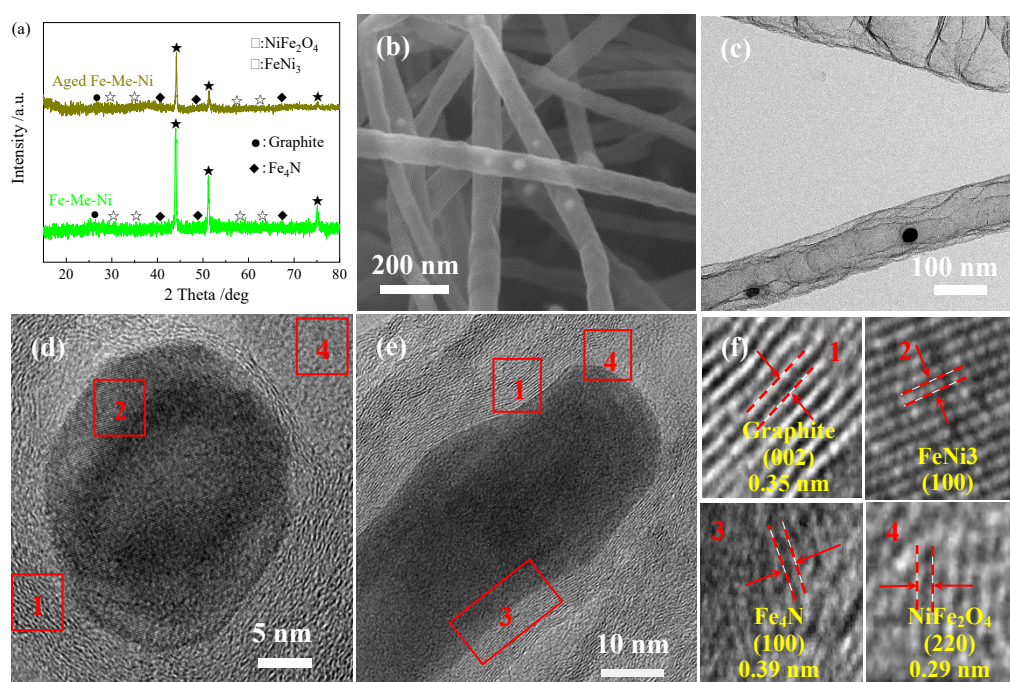 (a)
□:NiFe₂O₄
□:FeNi₃
Aged Fe-Me-Ni
★
★
★
● ☆ ☆ ◆ ◆ ☆ ☆ ◆
●: Graphite
◆: Fe₄N
Fe-Me-Ni
★
★
★
● ☆ ☆ ◆ ◆ ☆ ☆ ◆
Intensity /a.u.
20 30 40 50 60 70 80
2 Theta /deg
(b)
200 nm
(c)
100 nm
(d)
4
2
1
5 nm
(e)
1
4
3
10 nm
(f)
1
Graphite
(002)
0.35 nm
2
FeNi3
(100)
3
Fe₄N
(100)
0.39 nm
4
NiFe₂O₄
(220)
0.29 nm